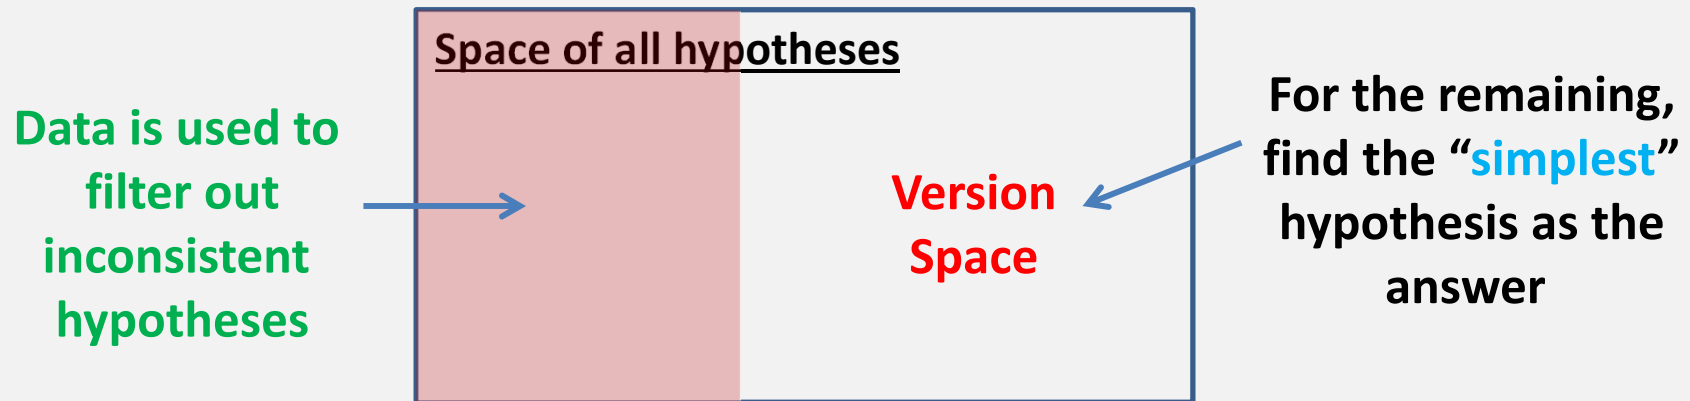 Space of all hypotheses
Data is used to
filter out
inconsistent
hypotheses
Version
Space
For the remaining,
find the “simplest”
hypothesis as the
answer